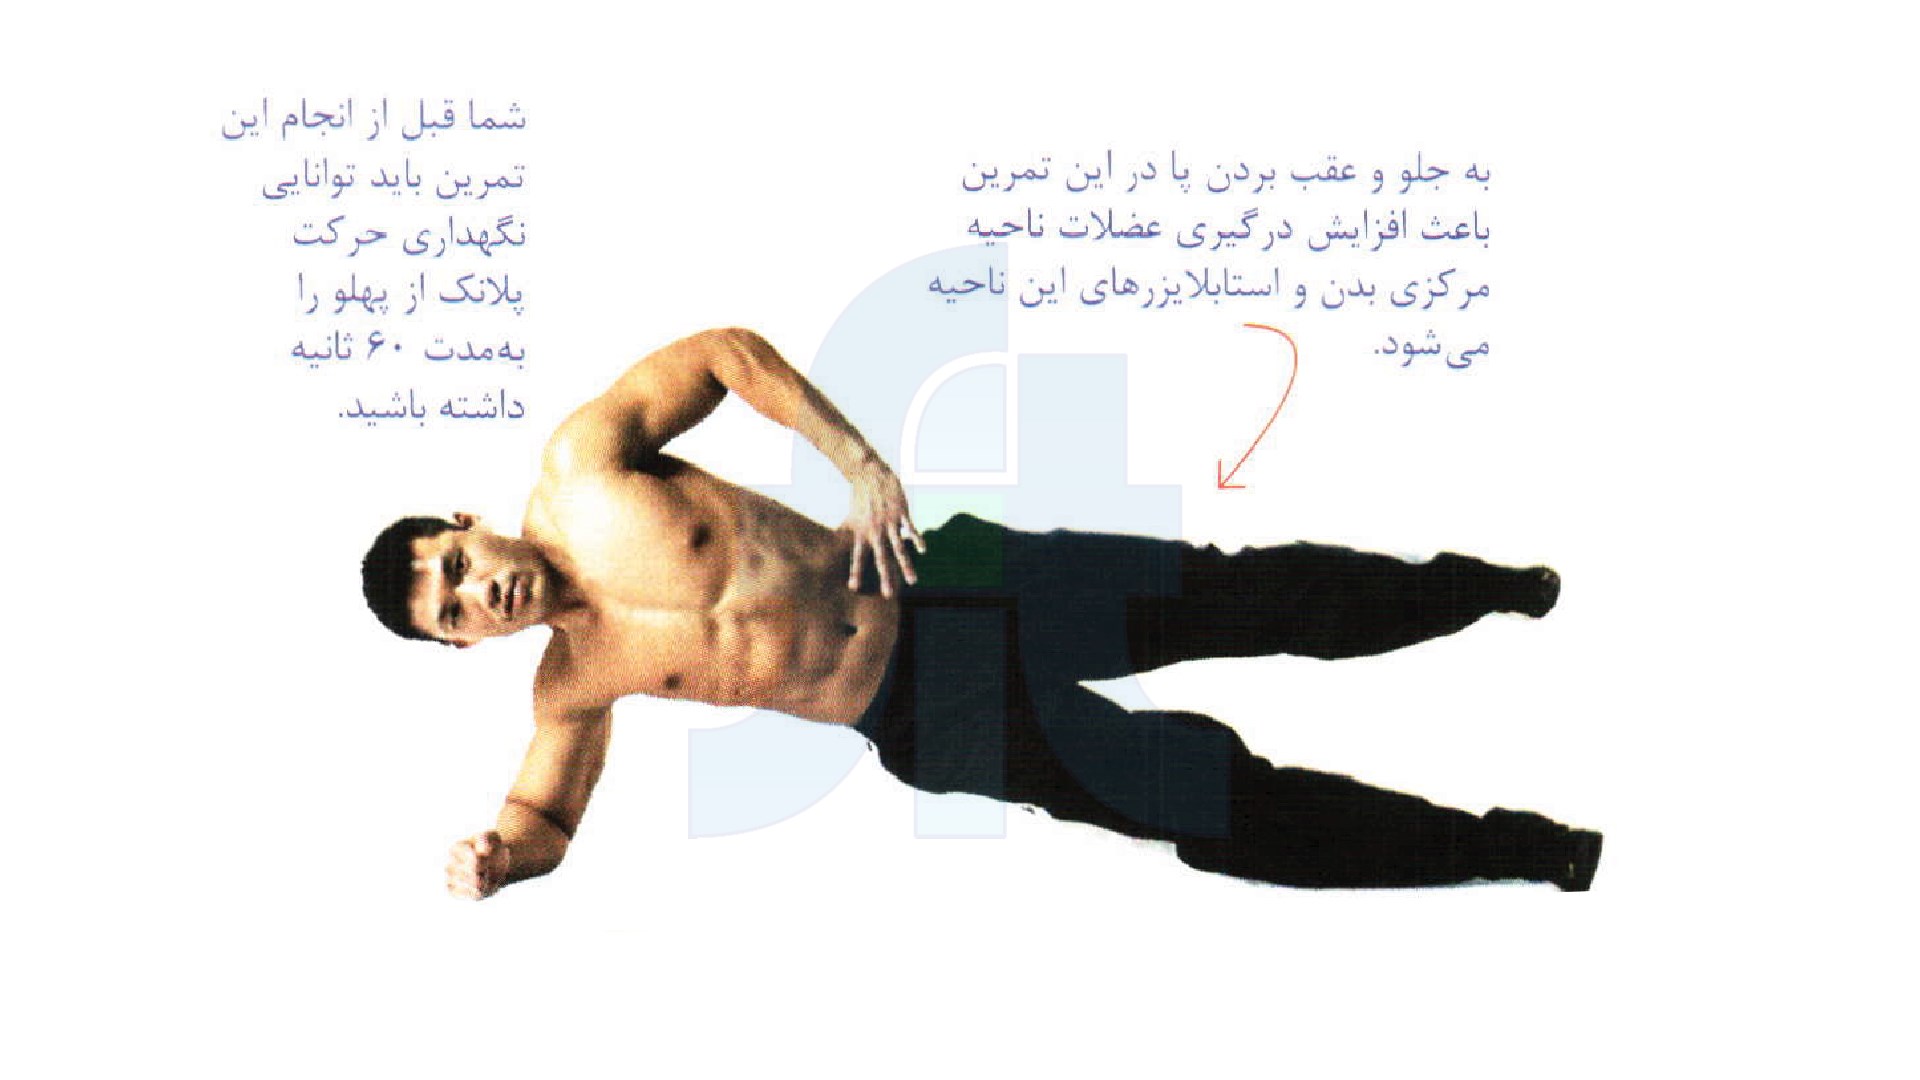 به جلو و عقب بردن پا در این تمرین
باعث افزایش درگیری عضلات ناحیه
مرکزی بدن و استابلایزرهای این ناحیه
می‌شود.
شما قبل از انجام این
تمرین باید توانایی
نگهداری حرکت
پلانک از پهلو را
به‌مدت ۶۰ ثانیه
داشته باشید.
fit